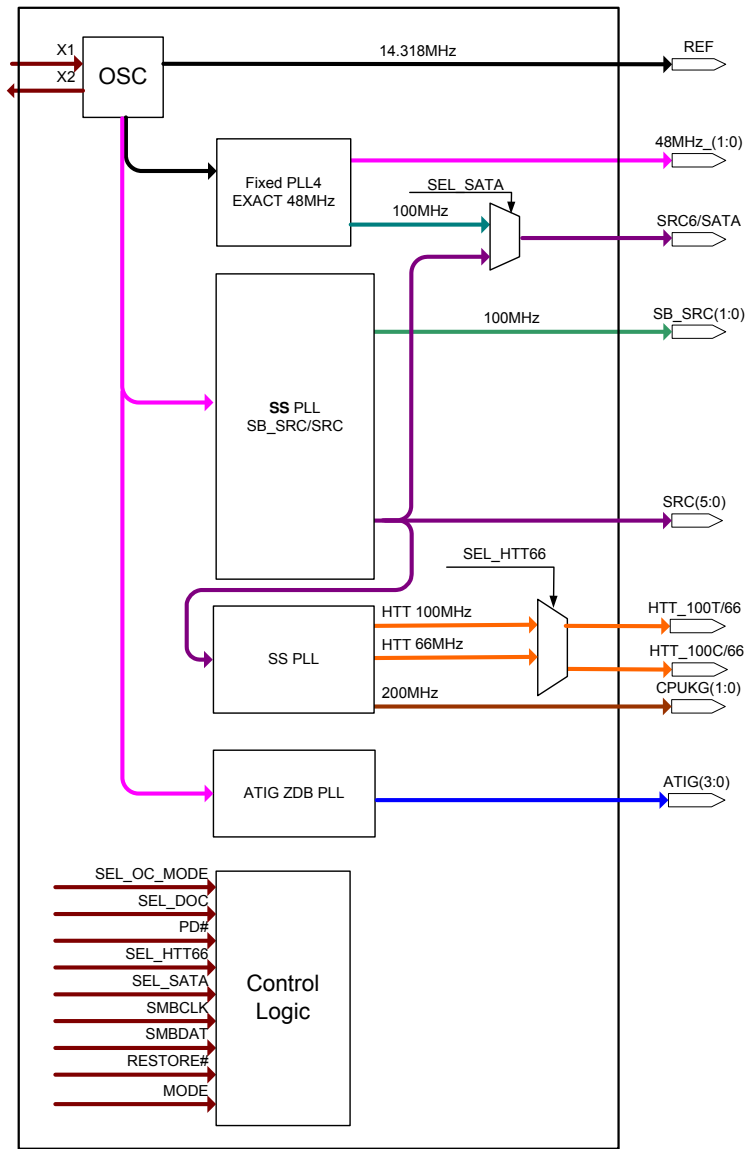 X1
X2
OSC
14.318MHz
REF
Fixed PLL4
EXACT 48MHz
48MHz_(1:0)
SEL_SATA
100MHz
SRC6/SATA
SS PLL
SB_SRC/SRC
100MHz
SB_SRC(1:0)
SRC(5:0)
SEL_HTT66
SS PLL
HTT 100MHz
HTT 66MHz
200MHz
HTT_100T/66
HTT_100C/66
CPUKG(1:0)
ATIG ZDB PLL
ATIG(3:0)
SEL_OC_MODE
SEL_DOC
PD#
SEL_HTT66
SEL_SATA
SMBCLK
SMBDAT
RESTORE#
MODE
Control
Logic